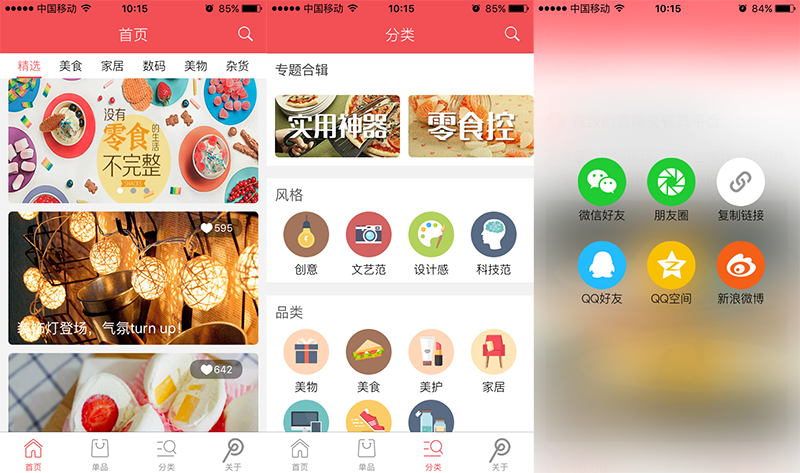 中国移动 10:15 85%
首页
精选 美食 家居 数码 美物 杂货
没有
零食
的生活
不完整
SNACKS
595
装饰灯登场，气氛turn up！
642
首页 单品 分类 关于
中国移动 10:15 85%
分类
专题合辑
实用神器 零食控
风格
创意 文艺范 设计感 科技范
品类
美物 美食 美护 家居
首页 单品 分类 关于
中国移动 10:15 84%
微信好友 朋友圈 复制链接
QQ好友 QQ空间 新浪微博